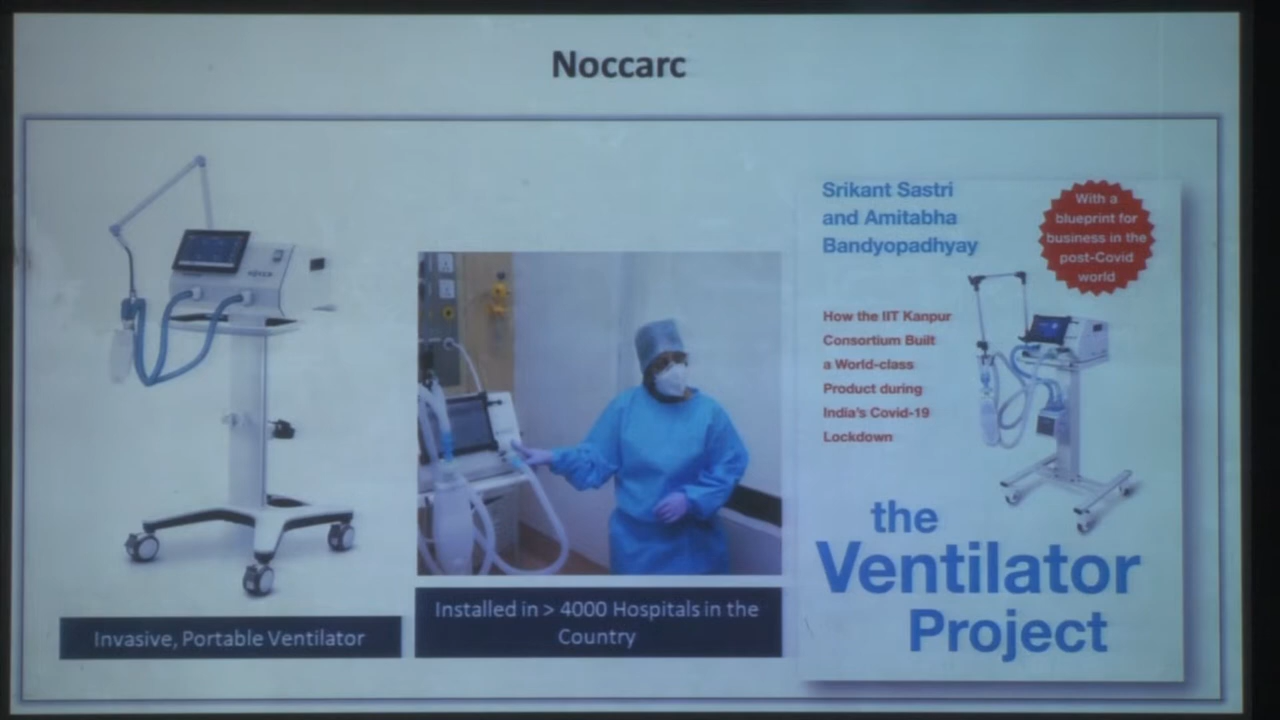 Noccarc
Invasive, Portable Ventilator
Installed in > 4000 Hospitals in the
Country
Srikant Sastri
and Amitabha
Bandyopadhyay
With a
blueprint for
business in the
post-Covid
world
How the IIT Kanpur
Consortium Built
a World-class
Product during
India's Covid-19
Lockdown
the
Ventilator
Project